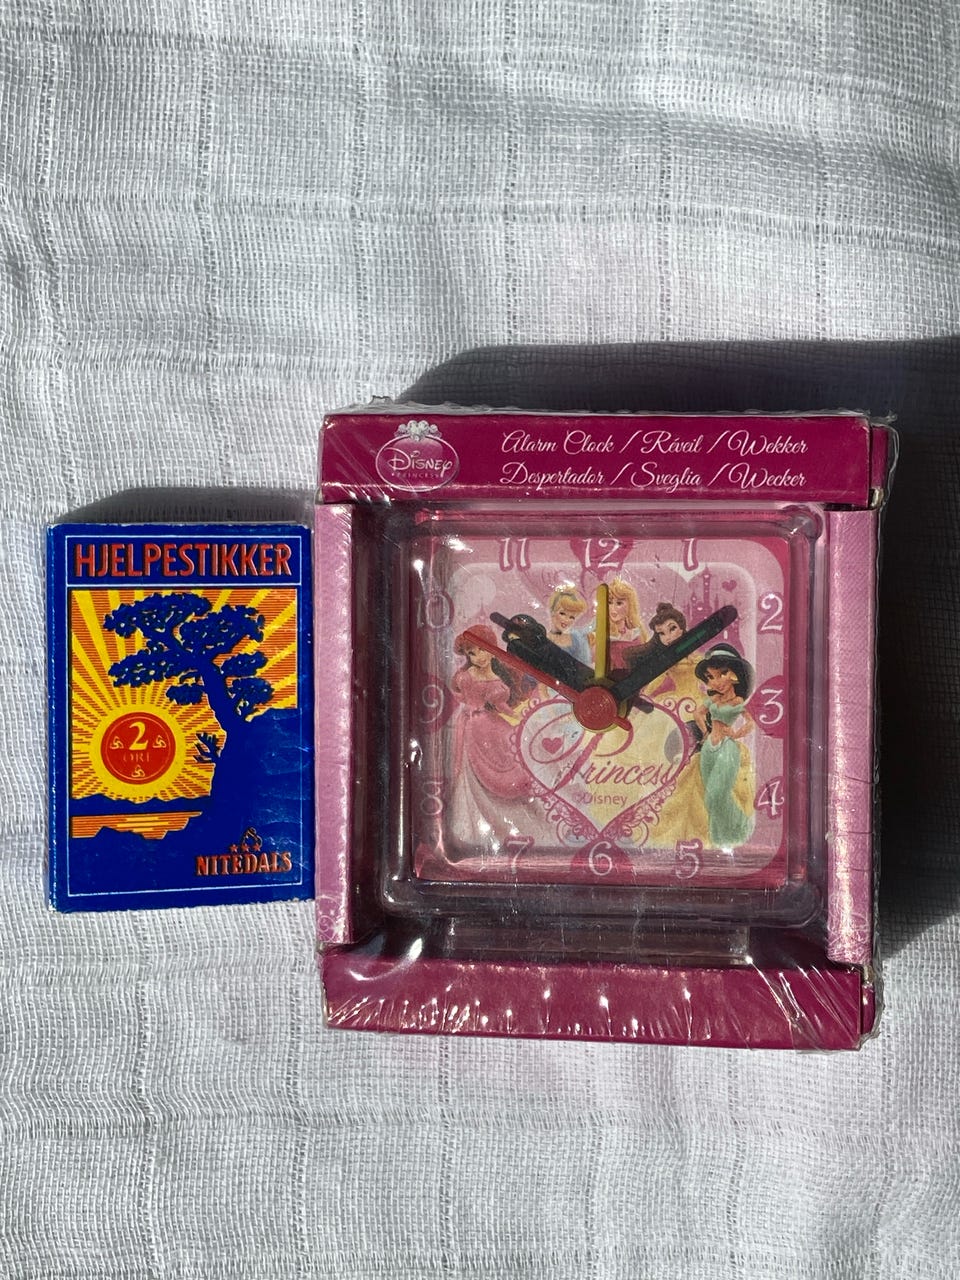 Disney
PRINCESS
Alarm Clock / Réveil / Wekker
Despertador / Sveglia / Wecker
HJELPESTIKKER
2
ØRE
NITEDALS
11 12 1
10 2
9 3
8 4
7 6 5
Princess
Disney